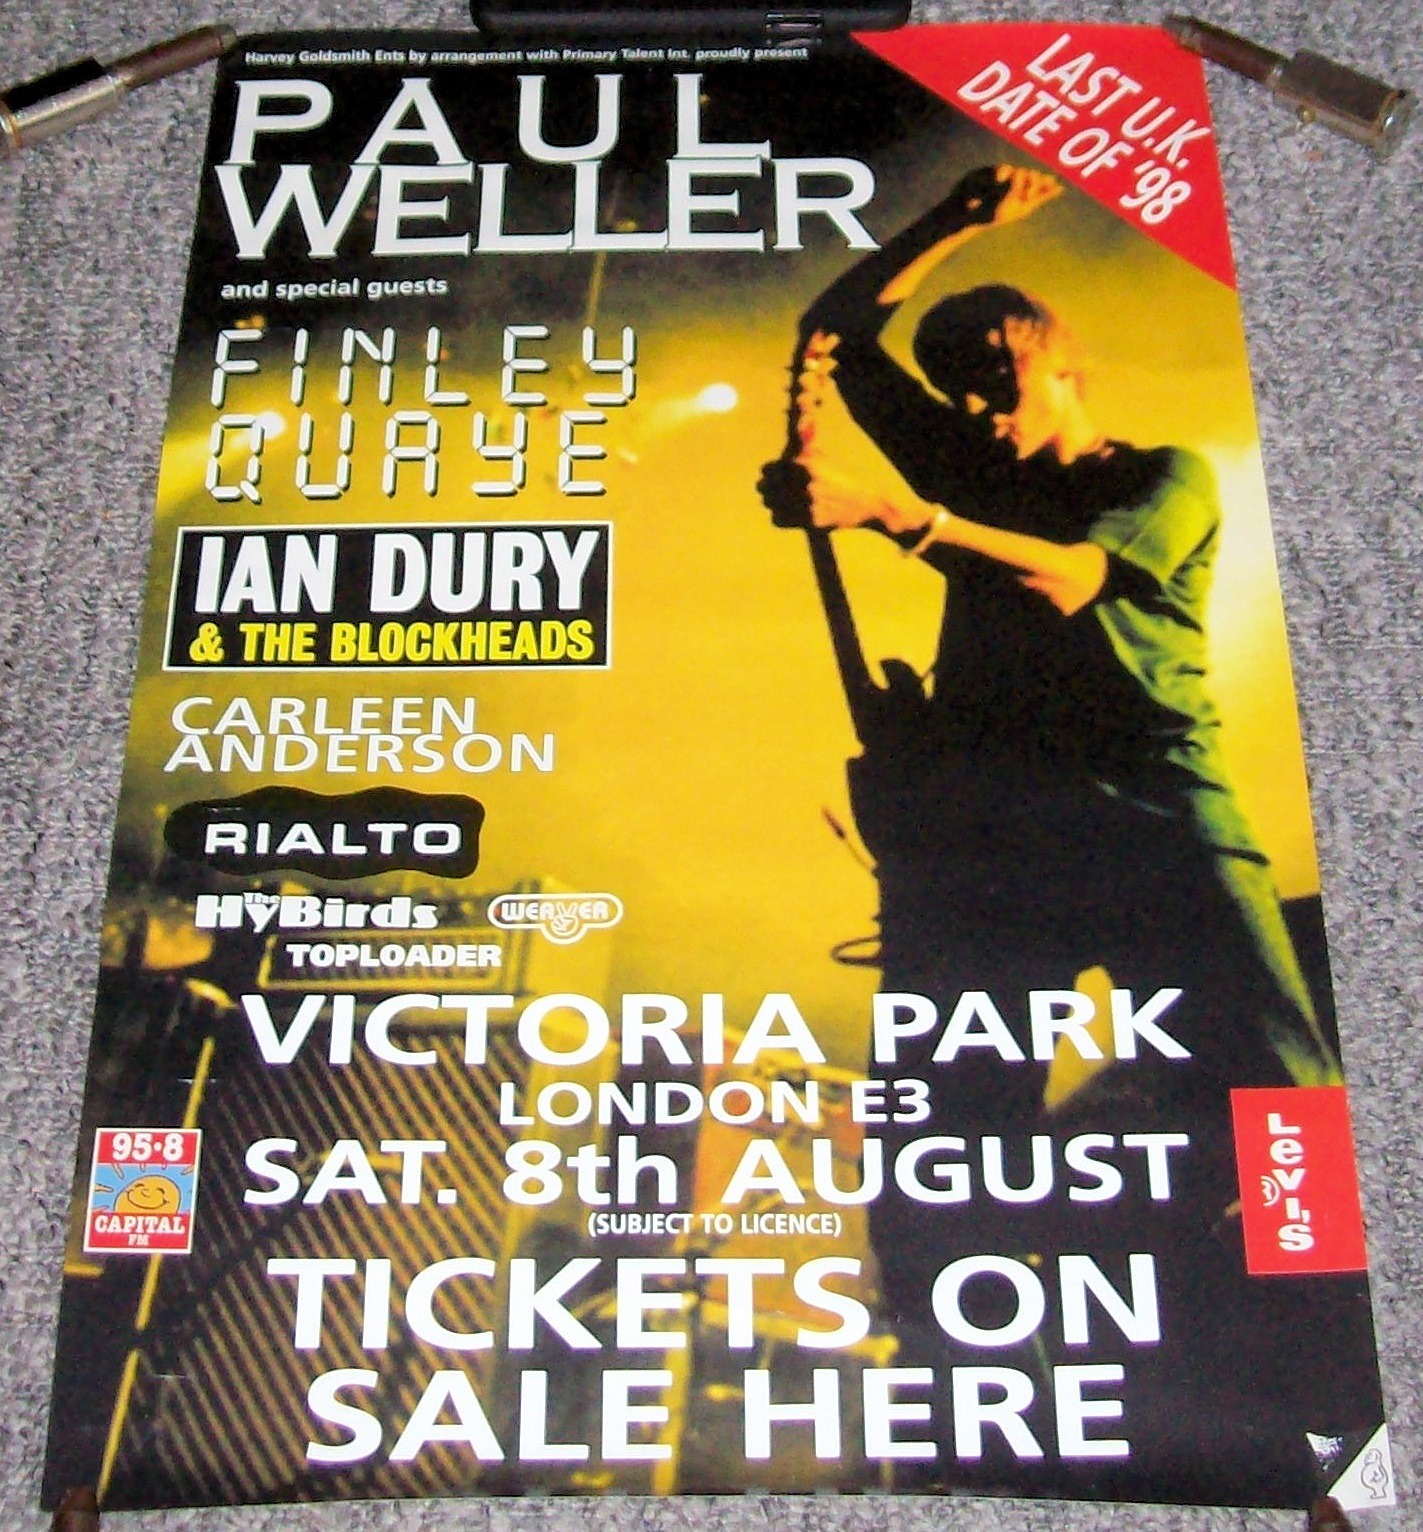 Harvey Goldsmith Ents by arrangement with Primary Talent Int. proudly present
LAST U.K.
DATE OF '98
PAUL
WELLER
and special guests
FINLEY
QUAYE
IAN DURY
& THE BLOCKHEADS
CARLEEN
ANDERSON
RIALTO
The HyBirds
WEAVER
TOPLOADER
VICTORIA PARK
LONDON E3
SAT. 8th AUGUST
(SUBJECT TO LICENCE)
95·8
CAPITAL
FM
Levi's
TICKETS ON
SALE HERE